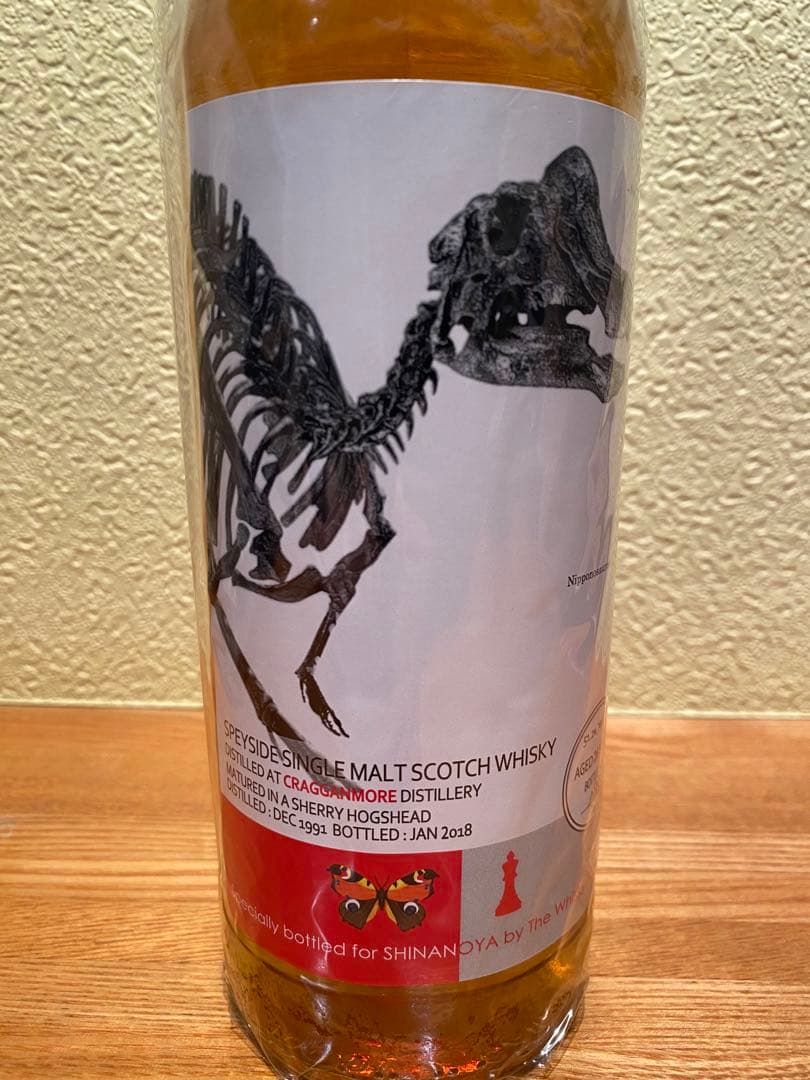 SPEYSIDE SINGLE MALT SCOTCH WHISKY
DISTILLED AT CRAGGANMORE DISTILLERY
MATURED IN A SHERRY HOGSHEAD
DISTILLED : DEC 1991 BOTTLED : JAN 2018
AGED
specially bottled for SHINANOYA by The